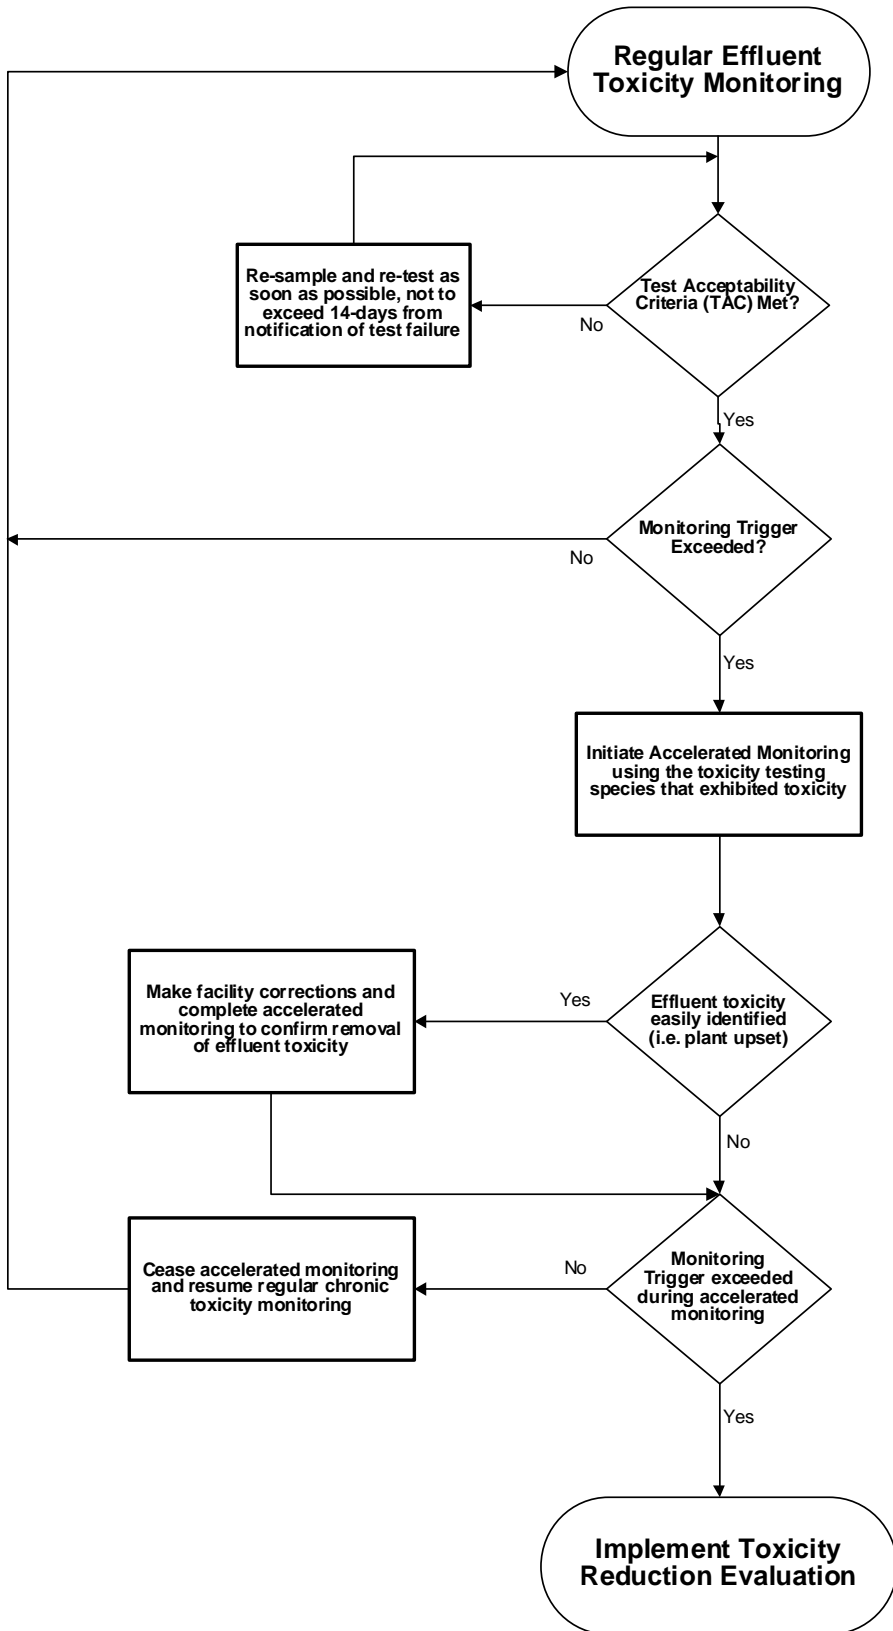 Regular Effluent
Toxicity Monitoring
Test Acceptability
Criteria (TAC) Met?
No
Re-sample and re-test as
soon as possible, not to
exceed 14-days from
notification of test failure
Yes
Monitoring Trigger
Exceeded?
No
Yes
Initiate Accelerated Monitoring
using the toxicity testing
species that exhibited toxicity
Effluent toxicity
easily identified
(i.e. plant upset)
Yes
Make facility corrections and
complete accelerated
monitoring to confirm removal
of effluent toxicity
No
Monitoring
Trigger exceeded
during accelerated
monitoring
No
Cease accelerated monitoring
and resume regular chronic
toxicity monitoring
Yes
Implement Toxicity
Reduction Evaluation